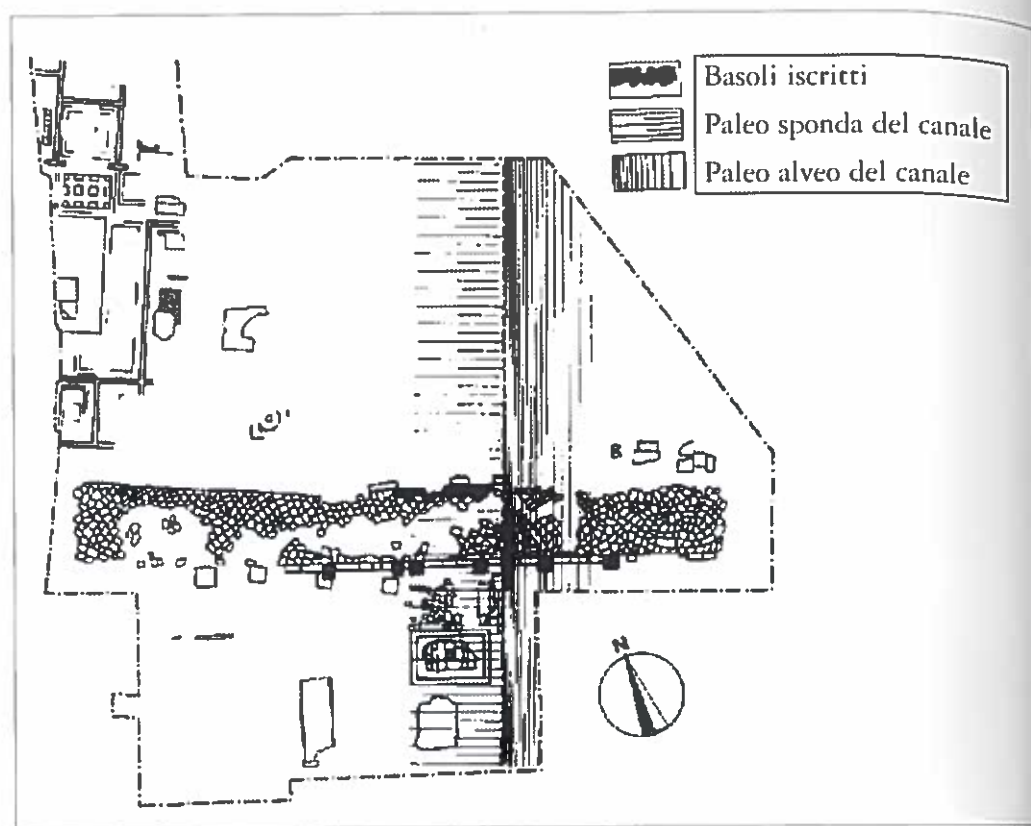 Basoli iscritti
Paleo sponda del canale
Paleo alveo del canale
B
N